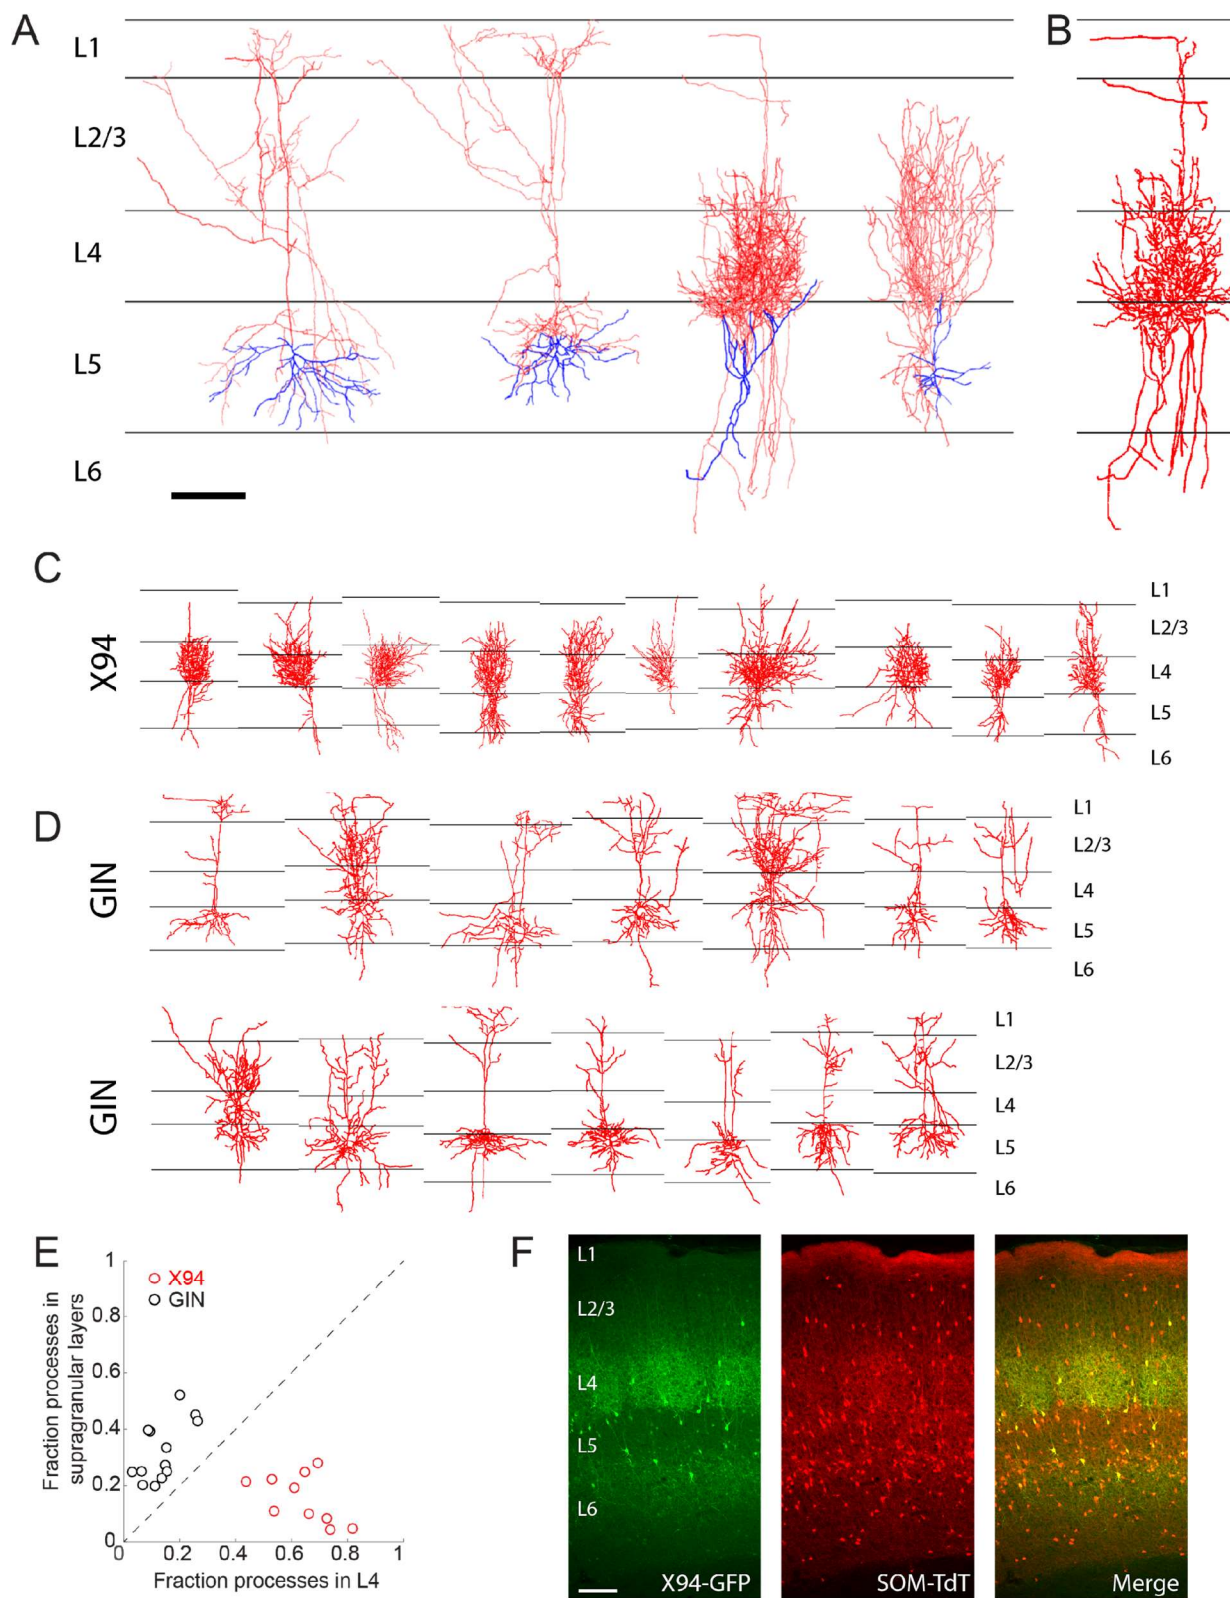 A
B
L1
L2/3
L4
L5
L6
C
X94
L1
L2/3
L4
L5
L6
D
GIN
L1
L2/3
L4
L5
L6
GIN
L1
L2/3
L4
L5
L6
E
1
0.8
0.6
0.4
0.2
0
X94
GIN
Fraction processes in
supragranular layers
0 0.2 0.4 0.6 0.8 1
Fraction processes in L4
F
L1
L2/3
L4
L5
L6
X94-GFP
SOM-TdT
Merge